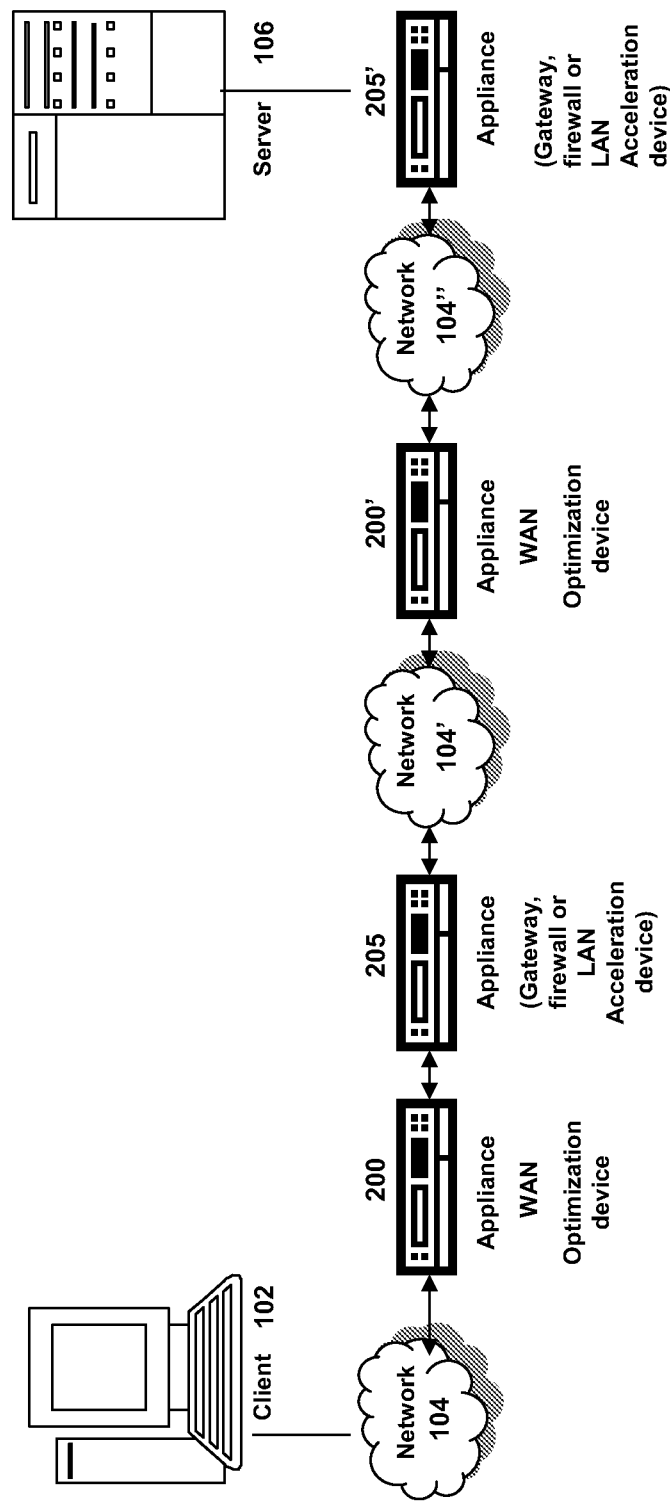 Client 102
Network
104
200
Appliance
WAN
Optimization
device
205
Appliance
(Gateway,
firewall or
LAN
Acceleration
device)
Network
104’
200’
Appliance
WAN
Optimization
device
Network
104’’
Server 106
205’
Appliance
(Gateway,
firewall or
LAN
Acceleration
device)